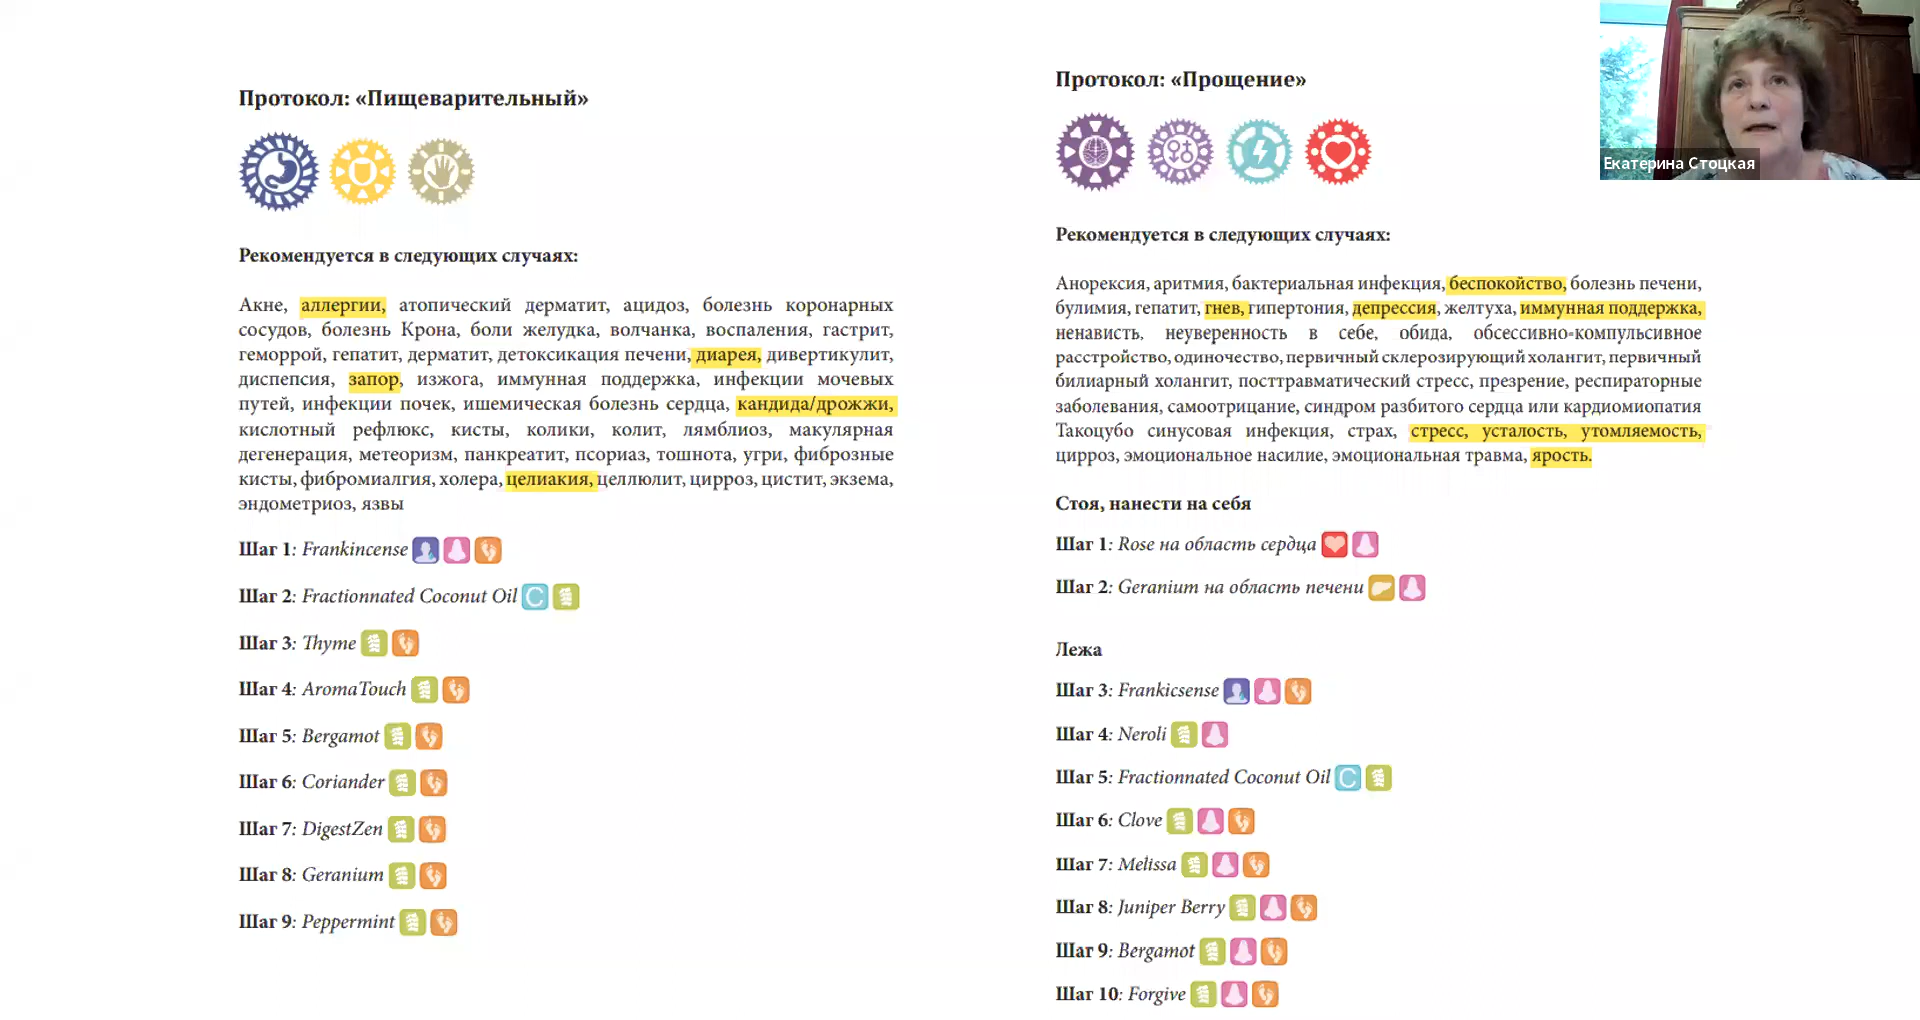 Протокол: «Пищеварительный»
Рекомендуется в следующих случаях:
Акне, аллергии, атопический дерматит, ацидоз, болезнь коронарных
сосудов, болезнь Крона, боли желудка, волчанка, воспаления, гастрит,
геморрой, гепатит, дерматит, детоксикация печени, диарея, дивертикулит,
диспепсия, запор, изжога, иммунная поддержка, инфекции мочевых
путей, инфекции почек, ишемическая болезнь сердца, кандида/дрожжи,
кислотный рефлюкс, кисты, колики, колит, лямблиоз, макулярная
дегенерация, метеоризм, панкреатит, псориаз, тошнота, угри, фиброзные
кисты, фибромиалгия, холера, целиакия, целлюлит, цирроз, цистит, экзема,
эндометриоз, язвы
Шаг 1: Frankincense
Шаг 2: Fractionnated Coconut Oil C
Шаг 3: Thyme
Шаг 4: AromaTouch
Шаг 5: Bergamot
Шаг 6: Coriander
Шаг 7: DigestZen
Шаг 8: Geranium
Шаг 9: Peppermint
Протокол: «Прощение»
Рекомендуется в следующих случаях:
Анорексия, аритмия, бактериальная инфекция, беспокойство, болезнь печени,
булимия, гепатит, гнев, гипертония, депрессия, желтуха, иммунная поддержка,
ненависть, неуверенность в себе, обида, обсессивно-компульсивное
расстройство, одиночество, первичный склерозирующий холангит, первичный
билиарный холангит, посттравматический стресс, презрение, респираторные
заболевания, самоотрицание, синдром разбитого сердца или кардиомиопатия
Такоцубо синусовая инфекция, страх, стресс, усталость, утомляемость,
цирроз, эмоциональное насилие, эмоциональная травма, ярость.
Стоя, нанести на себя
Шаг 1: Rose на область сердца
Шаг 2: Geranium на область печени
Лежа
Шаг 3: Frankicsense
Шаг 4: Neroli
Шаг 5: Fractionnated Coconut Oil C
Шаг 6: Clove
Шаг 7: Melissa
Шаг 8: Juniper Berry
Шаг 9: Bergamot
Шаг 10: Forgive
Екатерина Стоцкая